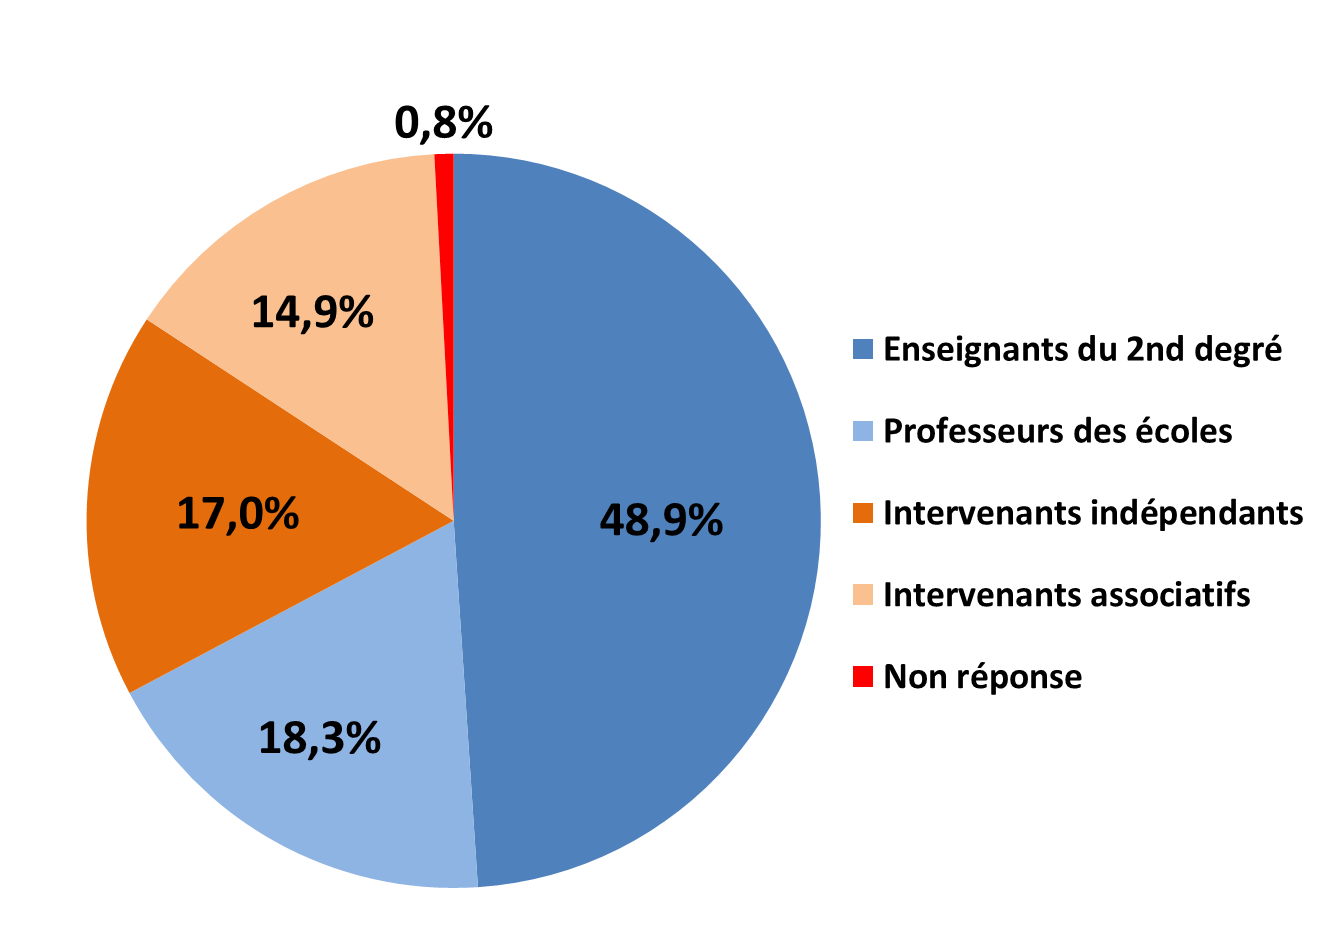 0,8%
14,9%
17,0%
48,9%
18,3%
Enseignants du 2nd degré
Professeurs des écoles
Intervenants indépendants
Intervenants associatifs
Non réponse